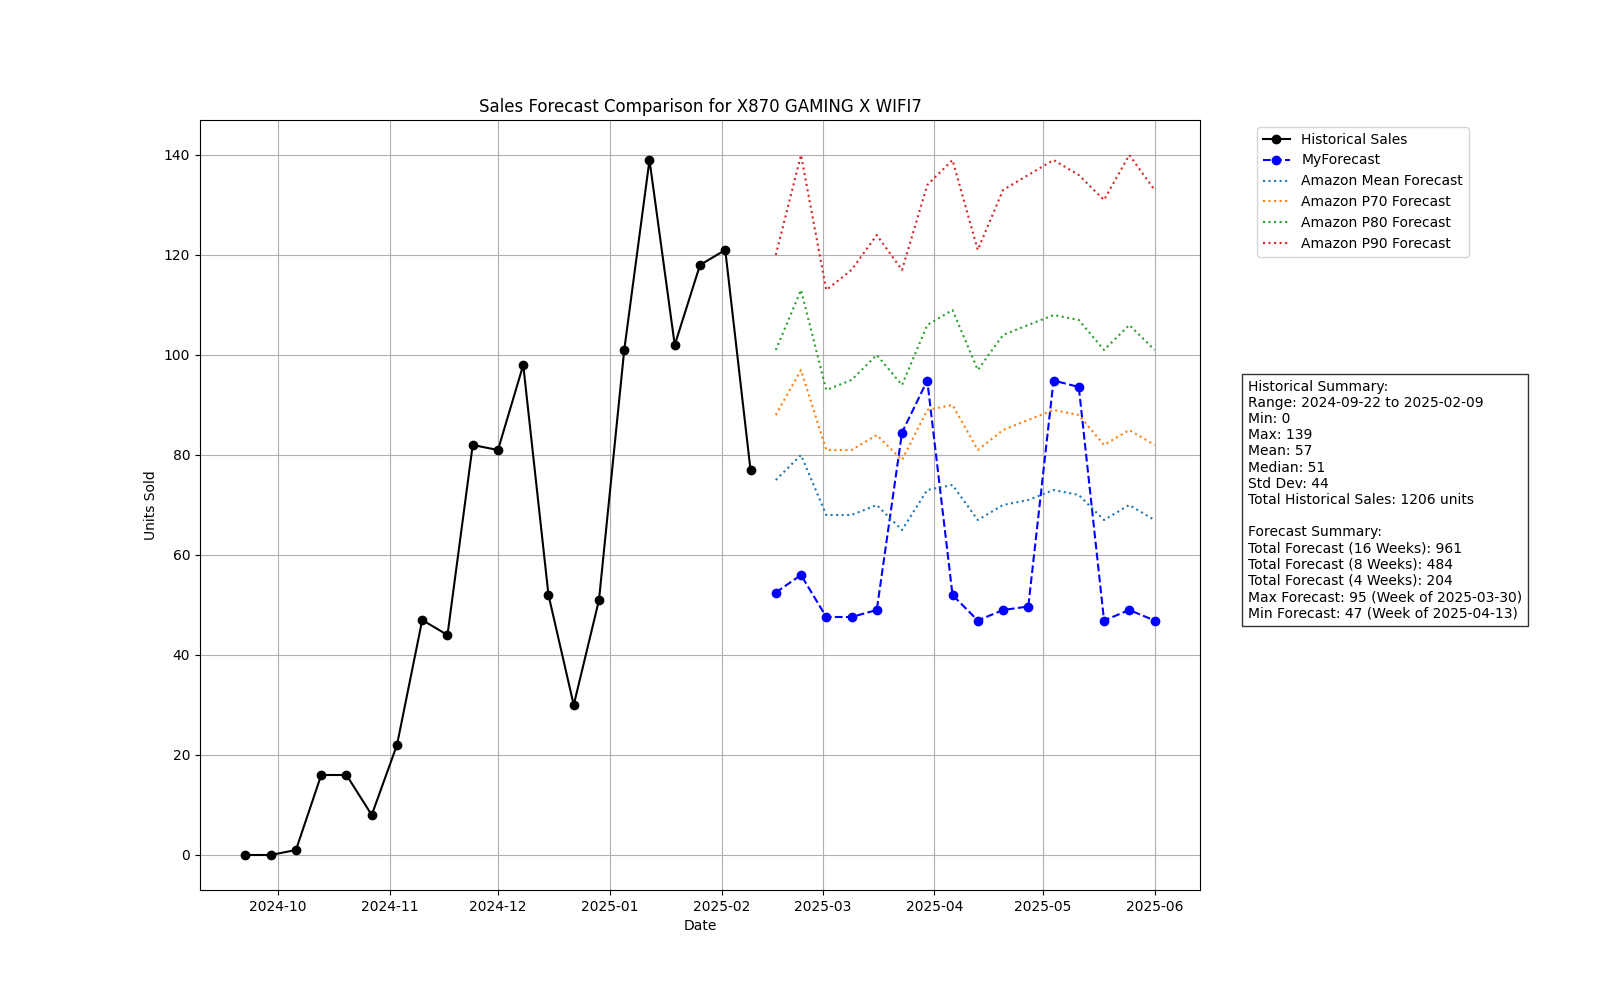 Sales Forecast Comparison for X870 GAMING X WIFI7
140
120
100
80
60
40
20
0
Units Sold
2024-10
2024-11
2024-12
2025-01
2025-02
2025-03
2025-04
2025-05
2025-06
Date
Historical Sales
MyForecast
Amazon Mean Forecast
Amazon P70 Forecast
Amazon P80 Forecast
Amazon P90 Forecast
Historical Summary:
Range: 2024-09-22 to 2025-02-09
Min: 0
Max: 139
Mean: 57
Median: 51
Std Dev: 44
Total Historical Sales: 1206 units
Forecast Summary:
Total Forecast (16 Weeks): 961
Total Forecast (8 Weeks): 484
Total Forecast (4 Weeks): 204
Max Forecast: 95 (Week of 2025-03-30)
Min Forecast: 47 (Week of 2025-04-13)